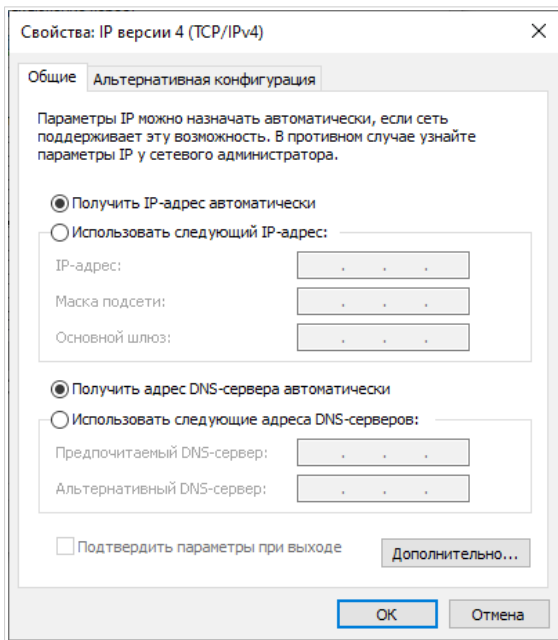 Свойства: IP версии 4 (TCP/IPv4)
Общие
Альтернативная конфигурация
Параметры IP можно назначать автоматически, если сеть
поддерживает эту возможность. В противном случае узнайте
параметры IP у сетевого администратора.
Получить IP-адрес автоматически
Использовать следующий IP-адрес:
IP-адрес:
Маска подсети:
Основной шлюз:
Получить адрес DNS-сервера автоматически
Использовать следующие адреса DNS-серверов:
Предпочитаемый DNS-сервер:
Альтернативный DNS-сервер:
Подтвердить параметры при выходе
Дополнительно...
ОК
Отмена